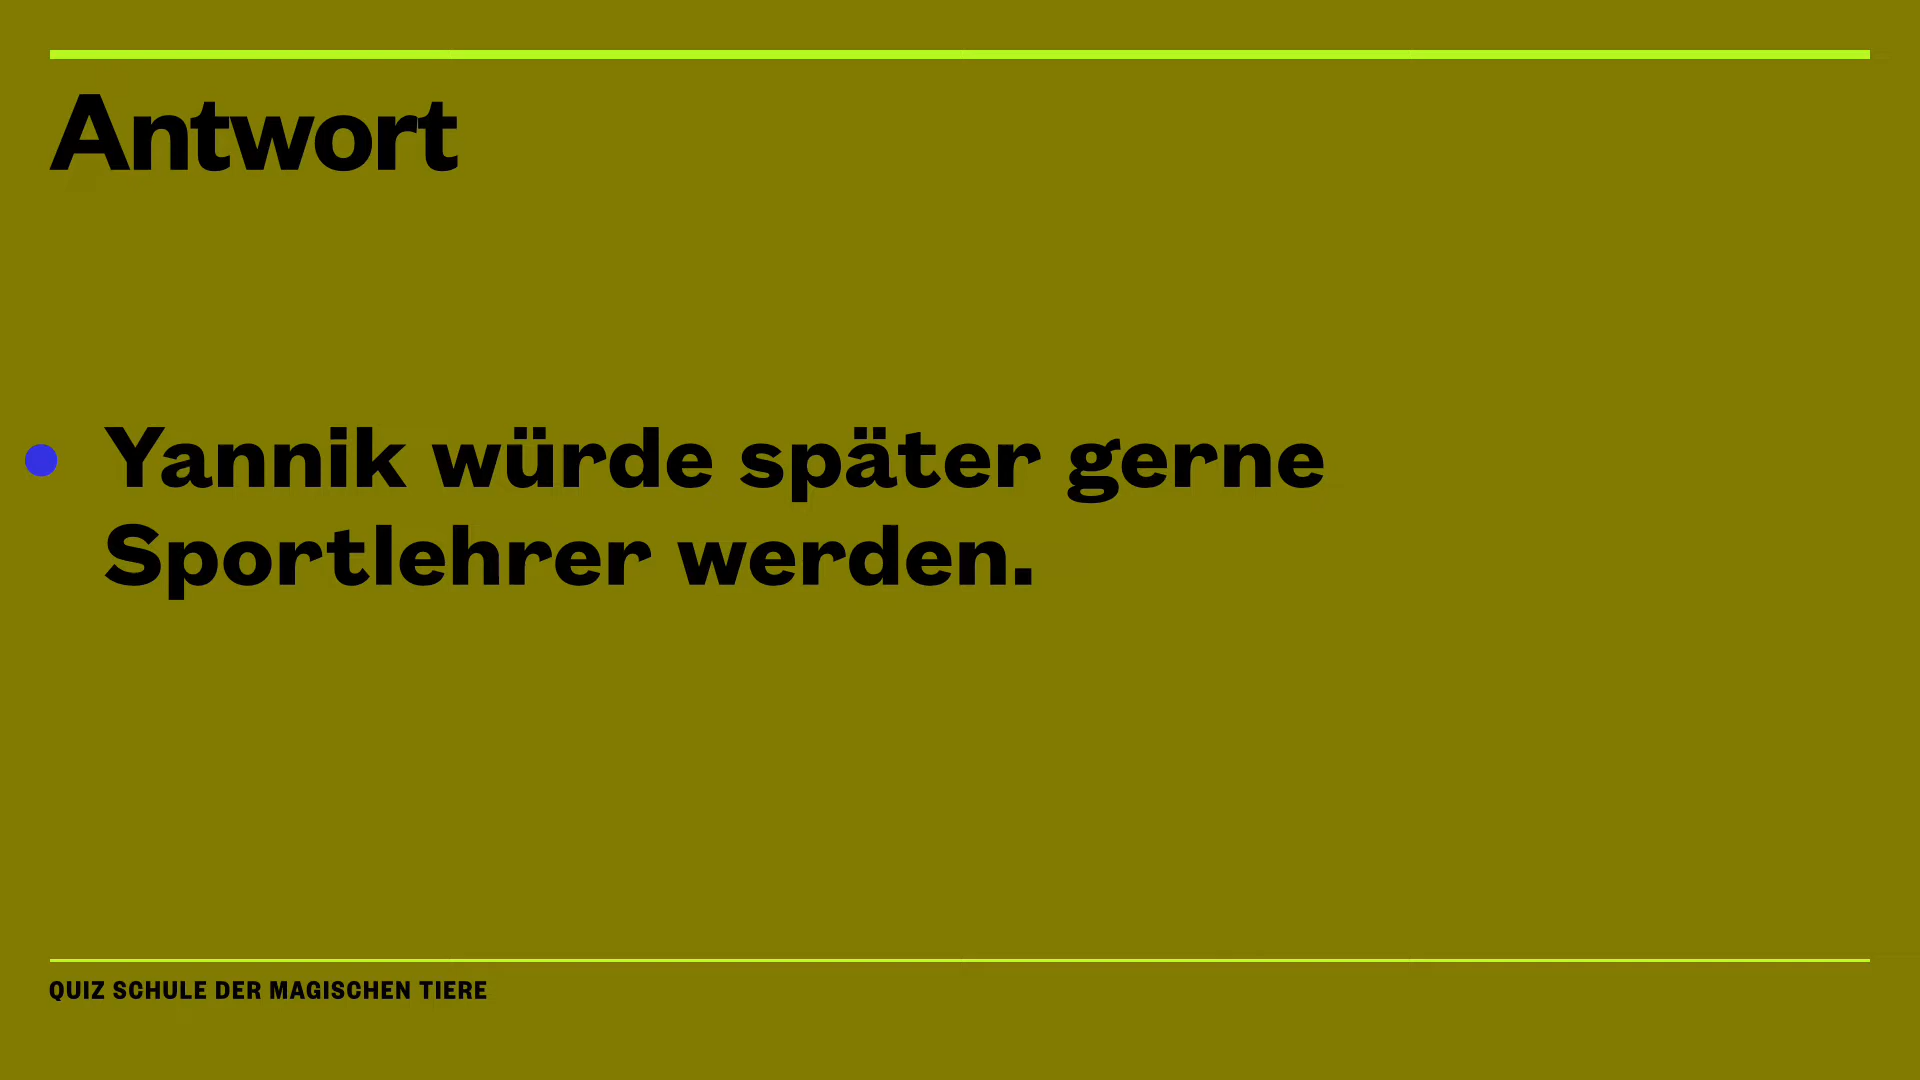 Antwort
Yannik würde später gerne
Sportlehrer werden.
QUIZ SCHULE DER MAGISCHEN TIERE